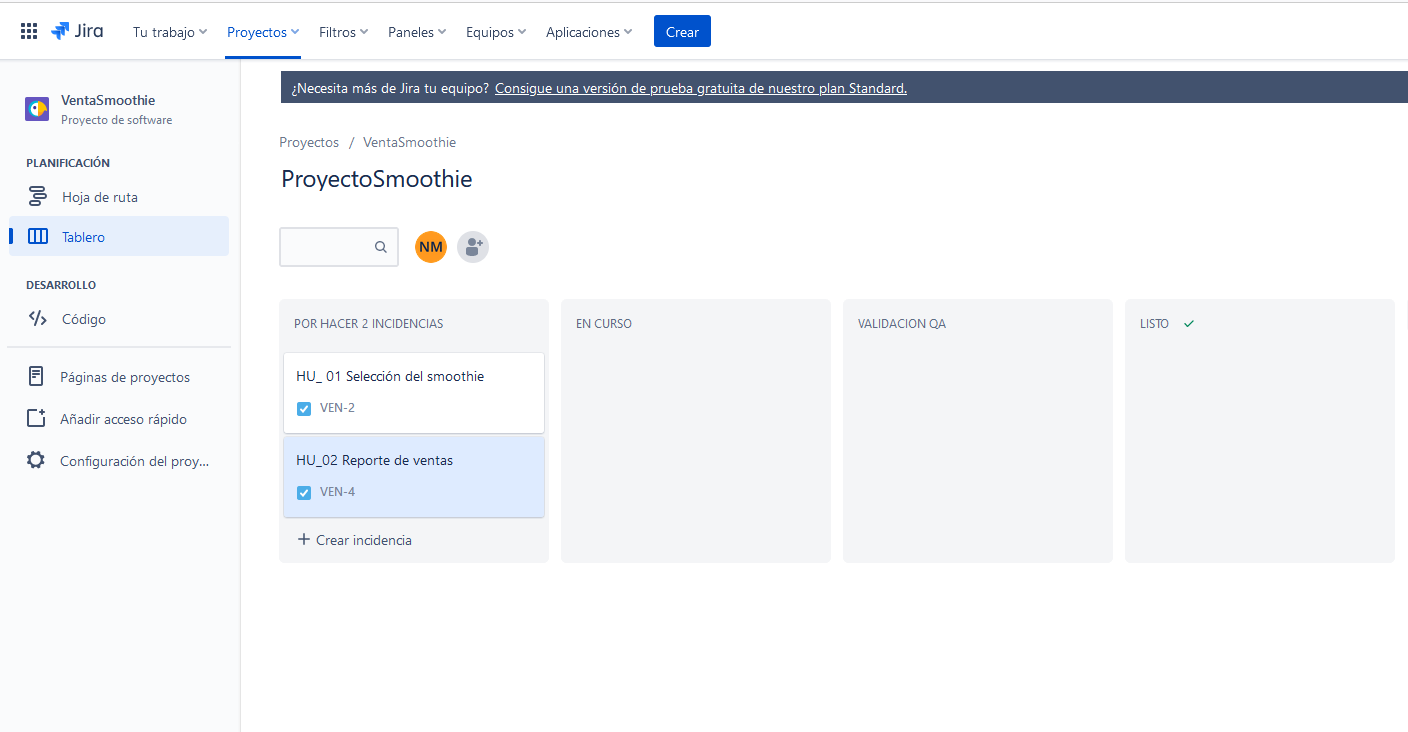 Jira Tu trabajo Proyectos Filtros Paneles Equipos Aplicaciones Crear
VentaSmoothie
Proyecto de software
PLANIFICACIÓN
Hoja de ruta
Tablero
DESARROLLO
Código
Páginas de proyectos
Añadir acceso rápido
Configuración del proy...
¿Necesita más de Jira tu equipo? Consigue una versión de prueba gratuita de nuestro plan Standard.
Proyectos / VentaSmoothie
ProyectoSmoothie
NM
POR HACER 2 INCIDENCIAS
HU_ 01 Selección del smoothie
VEN-2
HU_02 Reporte de ventas
VEN-4
+ Crear incidencia
EN CURSO
VALIDACION QA
LISTO